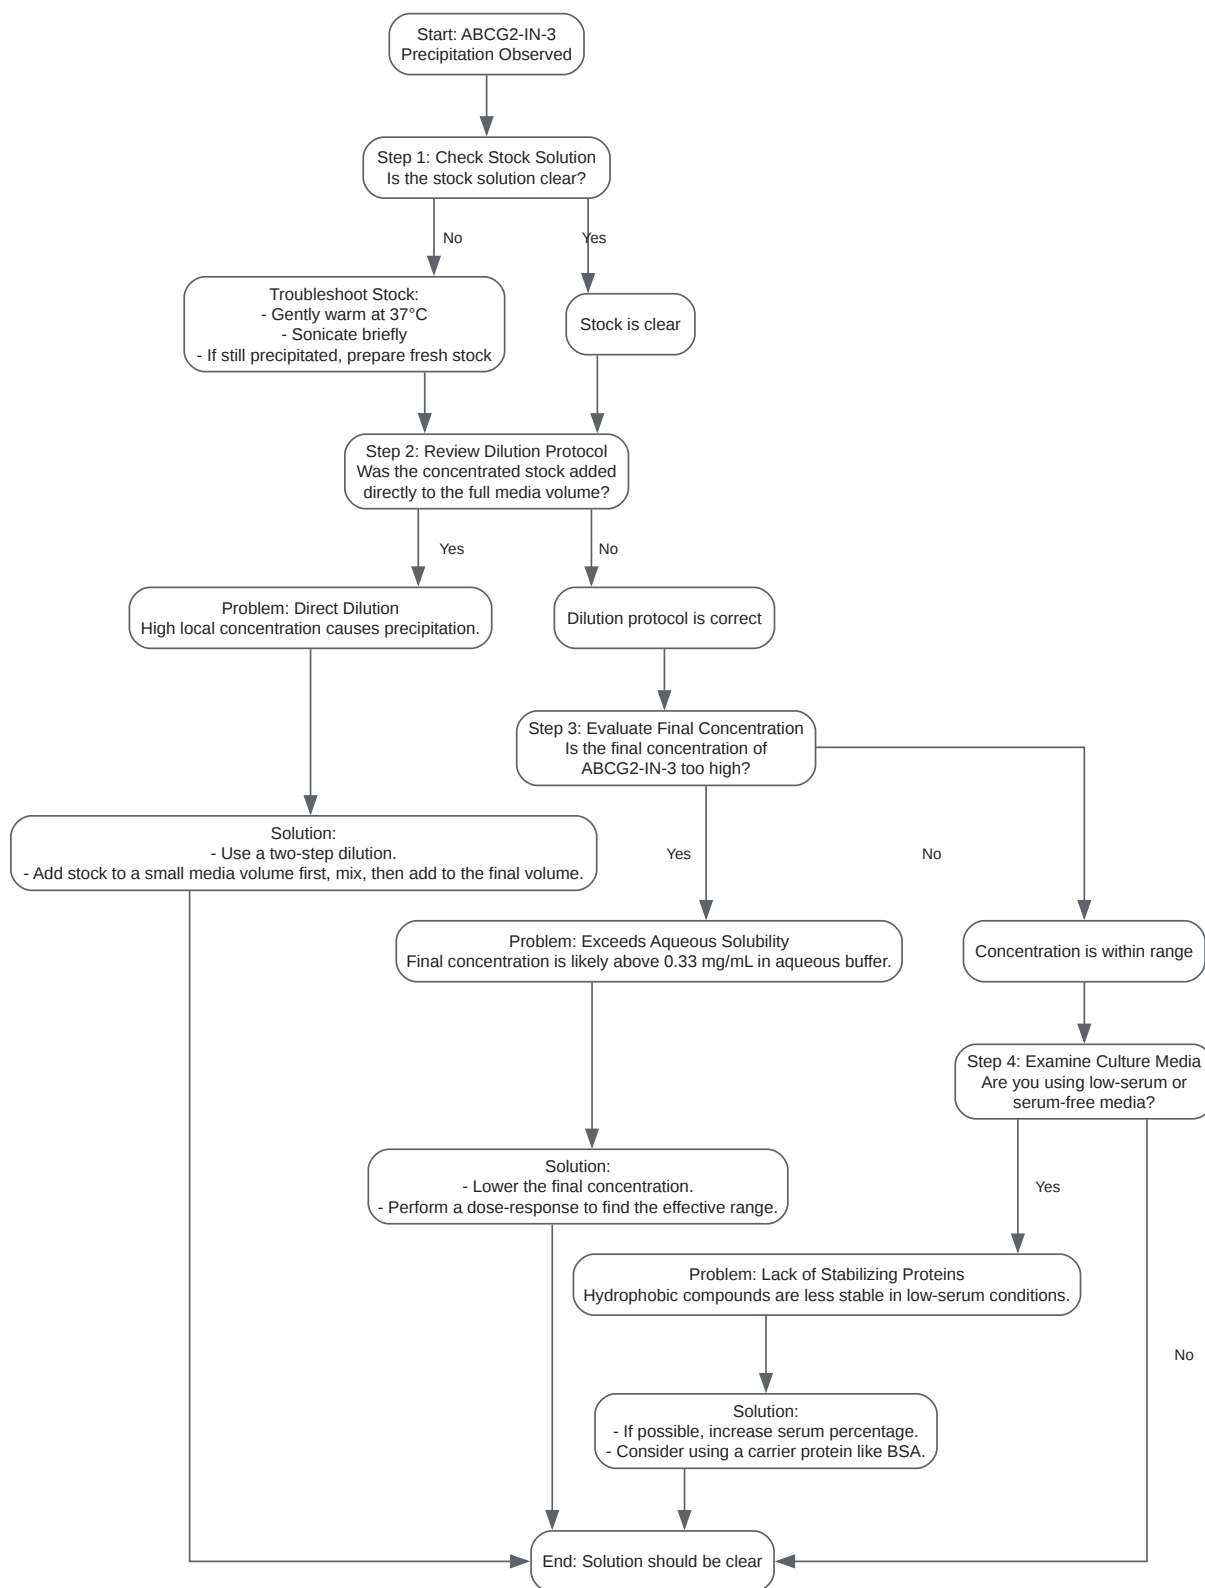 Start: ABCG2-IN-3
Precipitation Observed
Step 1: Check Stock Solution
Is the stock solution clear?
No
Yes
Troubleshoot Stock:
- Gently warm at 37°C
- Sonicate briefly
- If still precipitated, prepare fresh stock
Stock is clear
Step 2: Review Dilution Protocol
Was the concentrated stock added
directly to the full media volume?
Yes
No
Problem: Direct Dilution
High local concentration causes precipitation.
Dilution protocol is correct
Step 3: Evaluate Final Concentration
Is the final concentration of
ABCG2-IN-3 too high?
Solution:
- Use a two-step dilution.
- Add stock to a small media volume first, mix, then add to the final volume.
Yes
No
Problem: Exceeds Aqueous Solubility
Final concentration is likely above 0.33 mg/mL in aqueous buffer.
Concentration is within range
Step 4: Examine Culture Media
Are you using low-serum or
serum-free media?
Solution:
- Lower the final concentration.
- Perform a dose-response to find the effective range.
Yes
Problem: Lack of Stabilizing Proteins
Hydrophobic compounds are less stable in low-serum conditions.
No
Solution:
- If possible, increase serum percentage.
- Consider using a carrier protein like BSA.
End: Solution should be clear